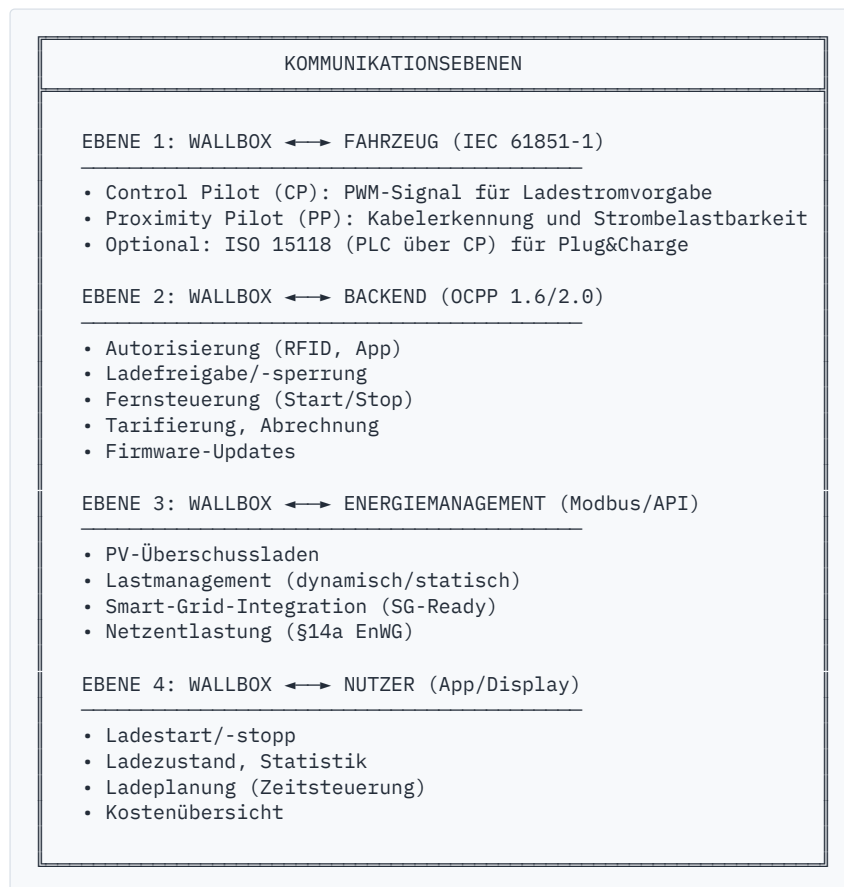 KOMMUNIKATIONSEBENEN
EBENE 1: WALLBOX ◄──► FAHRZEUG (IEC 61851-1)
• Control Pilot (CP): PWM-Signal für Ladestromvorgabe
• Proximity Pilot (PP): Kabelerkennung und Strombelastbarkeit
• Optional: ISO 15118 (PLC über CP) für Plug&Charge
EBENE 2: WALLBOX ◄──► BACKEND (OCPP 1.6/2.0)
• Autorisierung (RFID, App)
• Ladefreigabe/-sperrung
• Fernsteuerung (Start/Stop)
• Tarifierung, Abrechnung
• Firmware-Updates
EBENE 3: WALLBOX ◄──► ENERGIEMANAGEMENT (Modbus/API)
• PV-Überschussladen
• Lastmanagement (dynamisch/statisch)
• Smart-Grid-Integration (SG-Ready)
• Netzentlastung (§14a EnWG)
EBENE 4: WALLBOX ◄──► NUTZER (App/Display)
• Ladestart/-stopp
• Ladezustand, Statistik
• Ladeplanung (Zeitsteuerung)
• Kostenübersicht